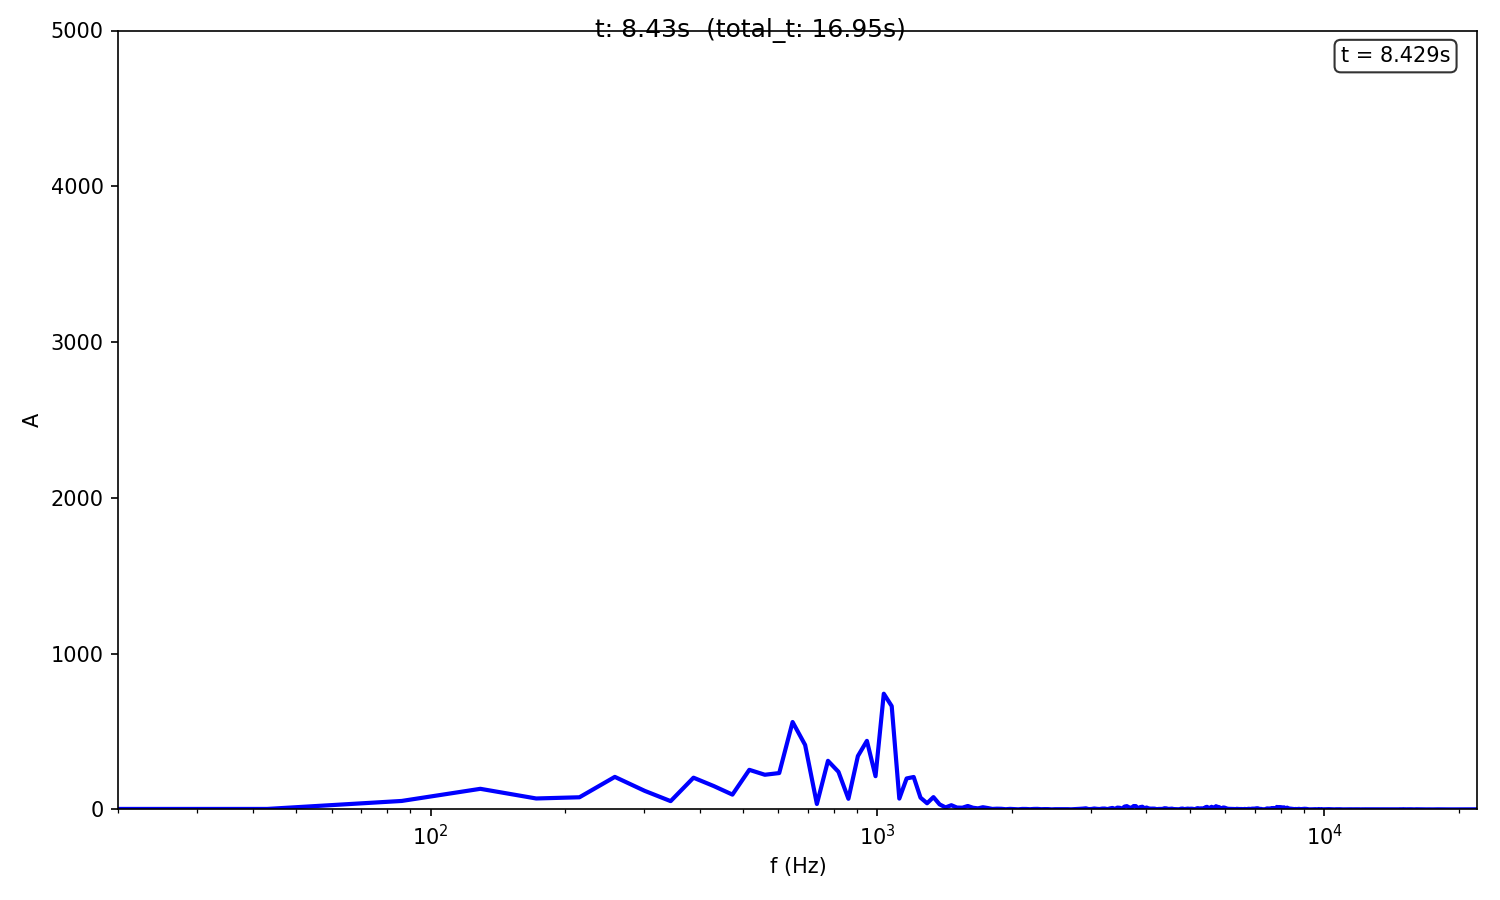 t: 8.43s (total_t: 16.95s)
t = 8.429s
5000
4000
3000
2000
1000
0
A
10²
10³
10⁴
f (Hz)